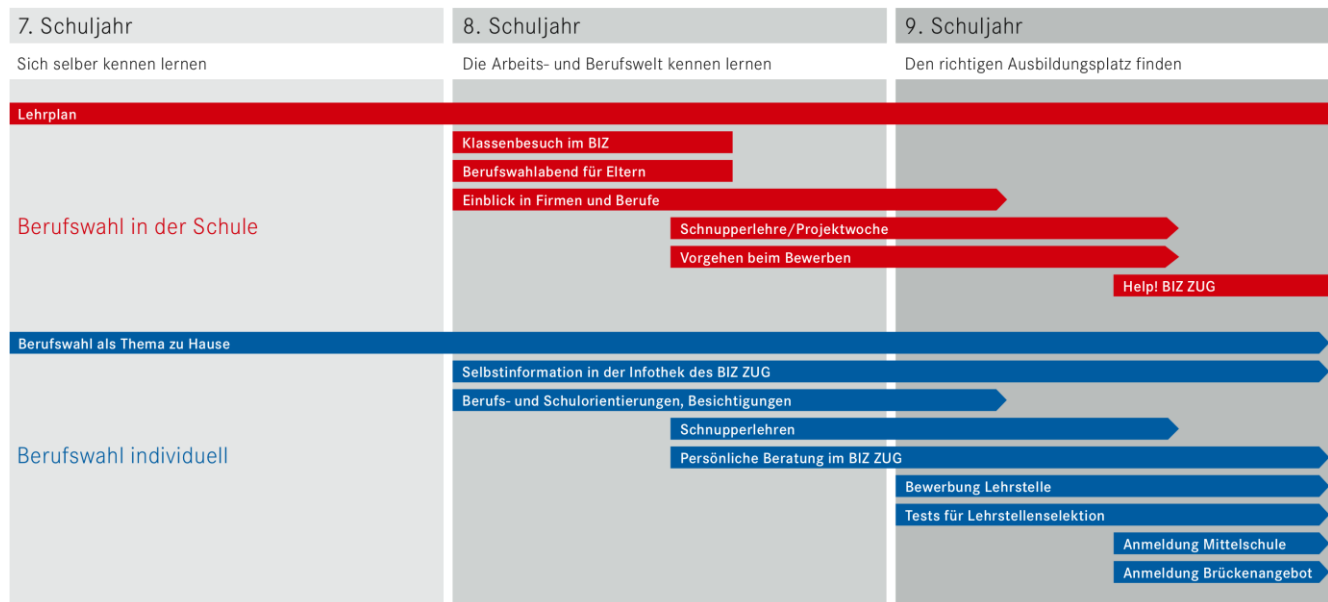 7. Schuljahr
8. Schuljahr
9. Schuljahr
Sich selber kennen lernen
Die Arbeits- und Berufswelt kennen lernen
Den richtigen Ausbildungsplatz finden
Lehrplan
Klassenbesuch im BIZ
Berufswahlabend für Eltern
Einblick in Firmen und Berufe
Berufswahl in der Schule
Schnupperlehre/Projektwoche
Vorgehen beim Bewerben
Help! BIZ ZUG
Berufswahl als Thema zu Hause
Selbstinformation in der Infothek des BIZ ZUG
Berufs- und Schulorientierungen, Besichtigungen
Schnupperlehren
Berufswahl individuell
Persönliche Beratung im BIZ ZUG
Bewerbung Lehrstelle
Tests für Lehrstellenselektion
Anmeldung Mittelschule
Anmeldung Brückenangebot